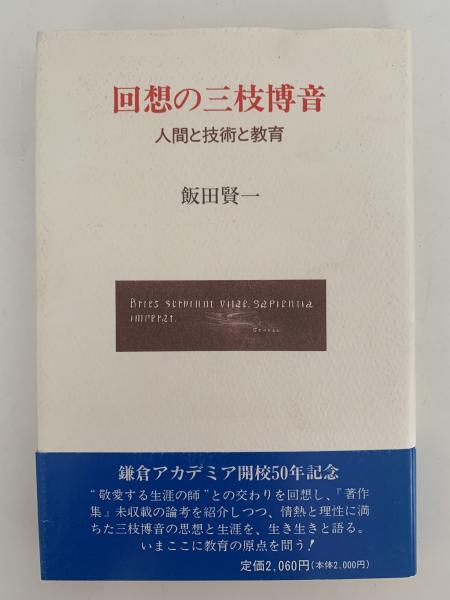 回想の三枝博音
人間と技術と教育
飯田賢一
Artes serviunt vitae, sapientia
imperat.
Seneca
鎌倉アカデミア開校50年記念
“敬愛する生涯の師”との交わりを回想し、『著作
集』未収載の論考を紹介しつつ、情熱と理性に満
ちた三枝博音の思想と生涯を、生き生きと語る。
いまここに教育の原点を問う！
定価2,060円（本体2,000円）